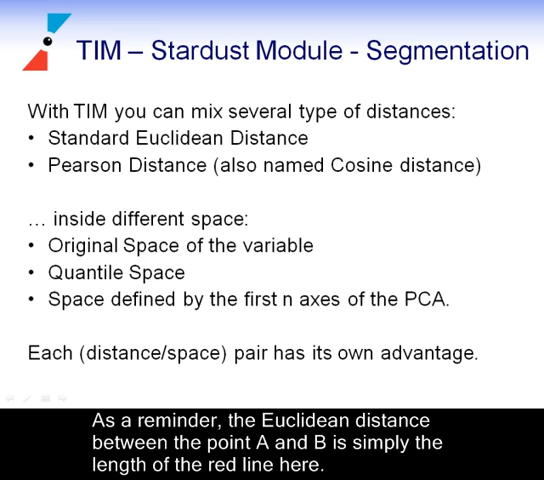 TIM – Stardust Module - Segmentation
With TIM you can mix several type of distances:
• Standard Euclidean Distance
• Pearson Distance (also named Cosine distance)
… inside different space:
• Original Space of the variable
• Quantile Space
• Space defined by the first n axes of the PCA.
Each (distance/space) pair has its own advantage.
As a reminder, the Euclidean distance
between the point A and B is simply the
length of the red line here.